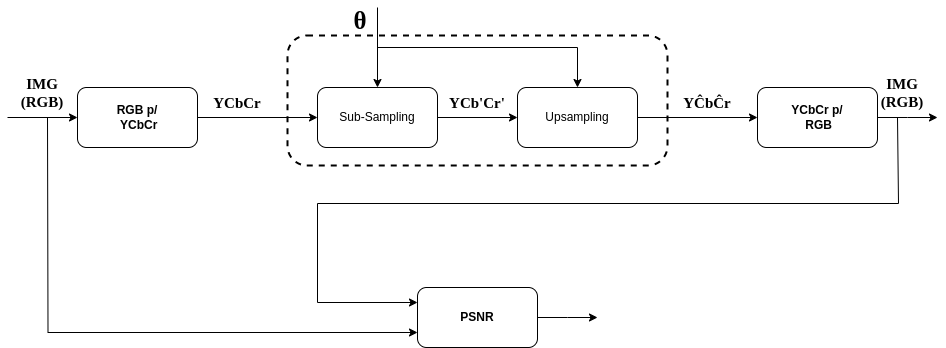 θ
IMG
(RGB)
RGB p/
YCbCr
YCbCr
Sub-Sampling
YCb'Cr'
Upsampling
YĈbĈr
YCbCr p/
RGB
IMG
(RGB)
PSNR